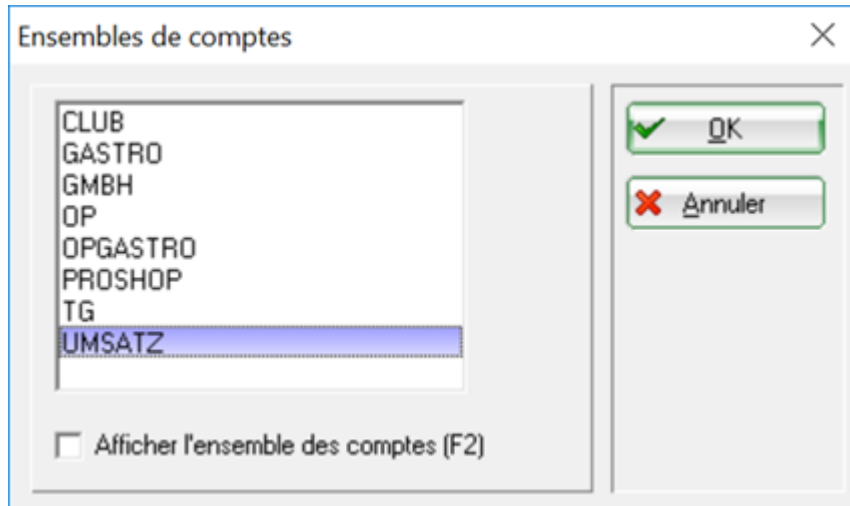 Ensembles de comptes
CLUB
GASTRO
GMBH
OP
OPGASTRO
PROSHOP
TG
UMSATZ
Afficher l'ensemble des comptes (F2)
OK
Annuler